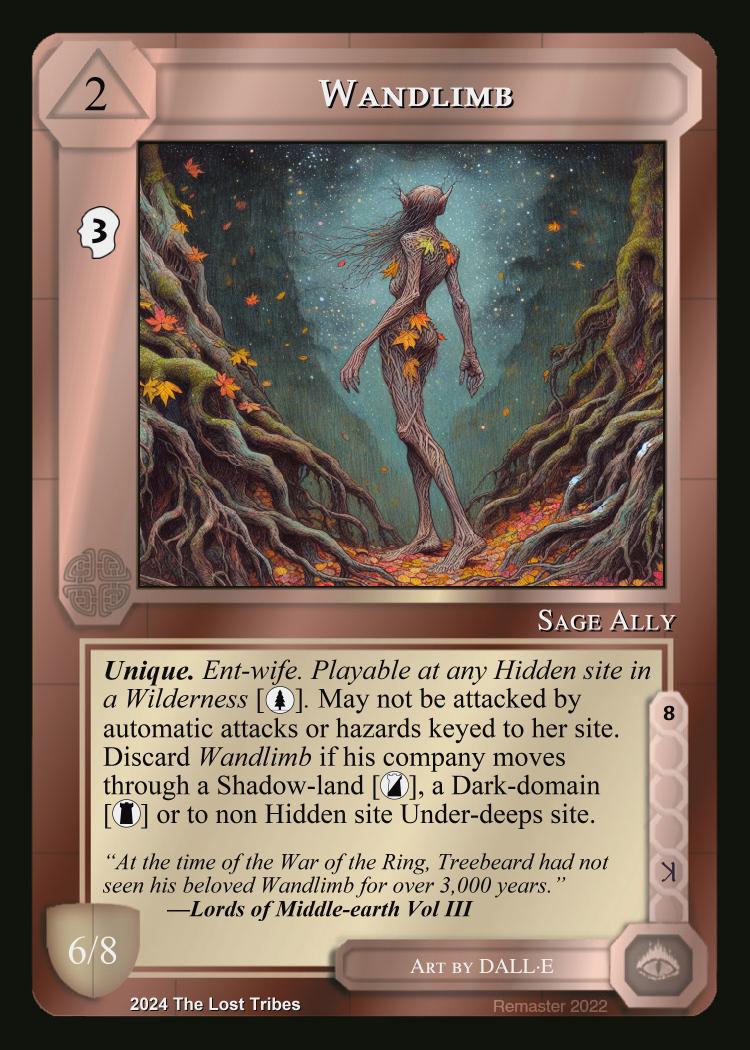 2
Wandlimb
3
Sage Ally
Unique. Ent-wife. Playable at any Hidden site in
a Wilderness [ ]. May not be attacked by
automatic attacks or hazards keyed to her site.
Discard Wandlimb if his company moves
through a Shadow-land [ ], a Dark-domain
[ ] or to non Hidden site Under-deeps site.
8
“At the time of the War of the Ring, Treebeard had not
seen his beloved Wandlimb for over 3,000 years.”
—Lords of Middle-earth Vol III
6/8
Art by DALL·E
2024 The Lost Tribes
Remaster 2022